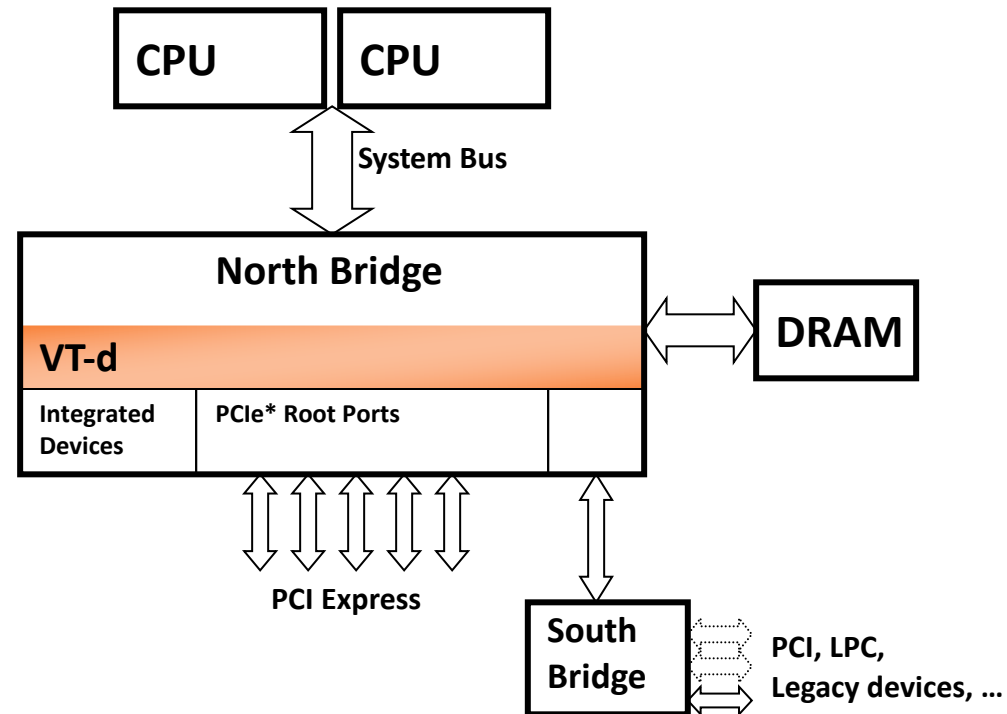 CPU
CPU
System Bus
North Bridge
DRAM
VT-d
Integrated
Devices
PCIe* Root Ports
PCI Express
South
Bridge
PCI, LPC,
Legacy devices, …